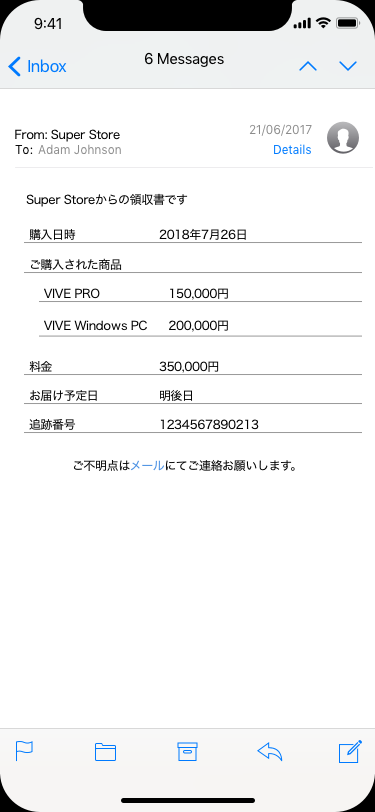 9:41
Inbox
6 Messages
From: Super Store
21/06/2017
To: Adam Johnson
Details
Super Storeからの領収書です
購入日時 2018年7月26日
ご購入された商品
VIVE PRO 150,000円
VIVE Windows PC 200,000円
料金 350,000円
お届け予定日 明後日
追跡番号 1234567890213
ご不明点はメールにてご連絡お願いします。